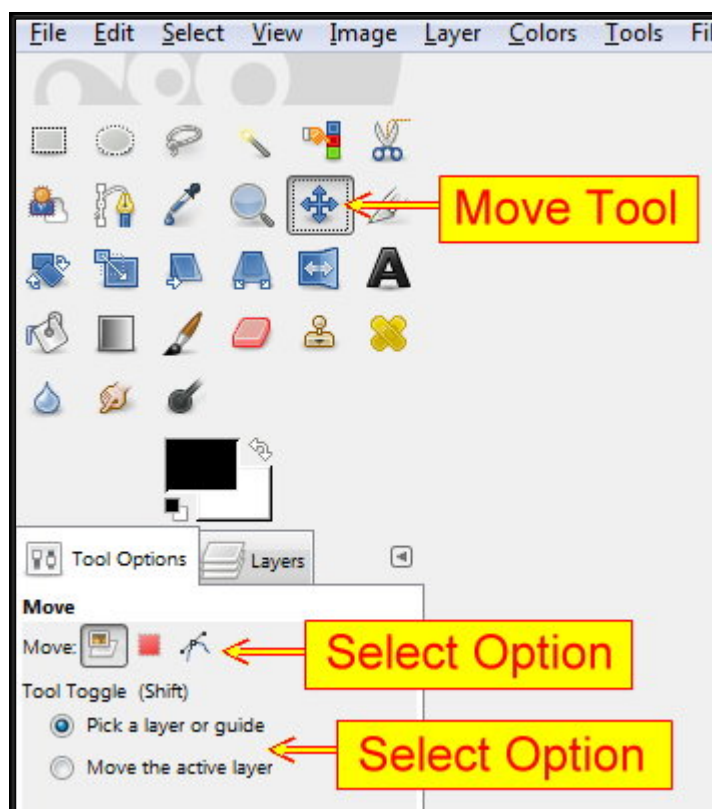 File Edit Select View Image Layer Colors Tools
Move Tool
A
Tool Options Layers
Move
Move:
Select Option
Tool Toggle (Shift)
Pick a layer or guide
Select Option
Move the active layer